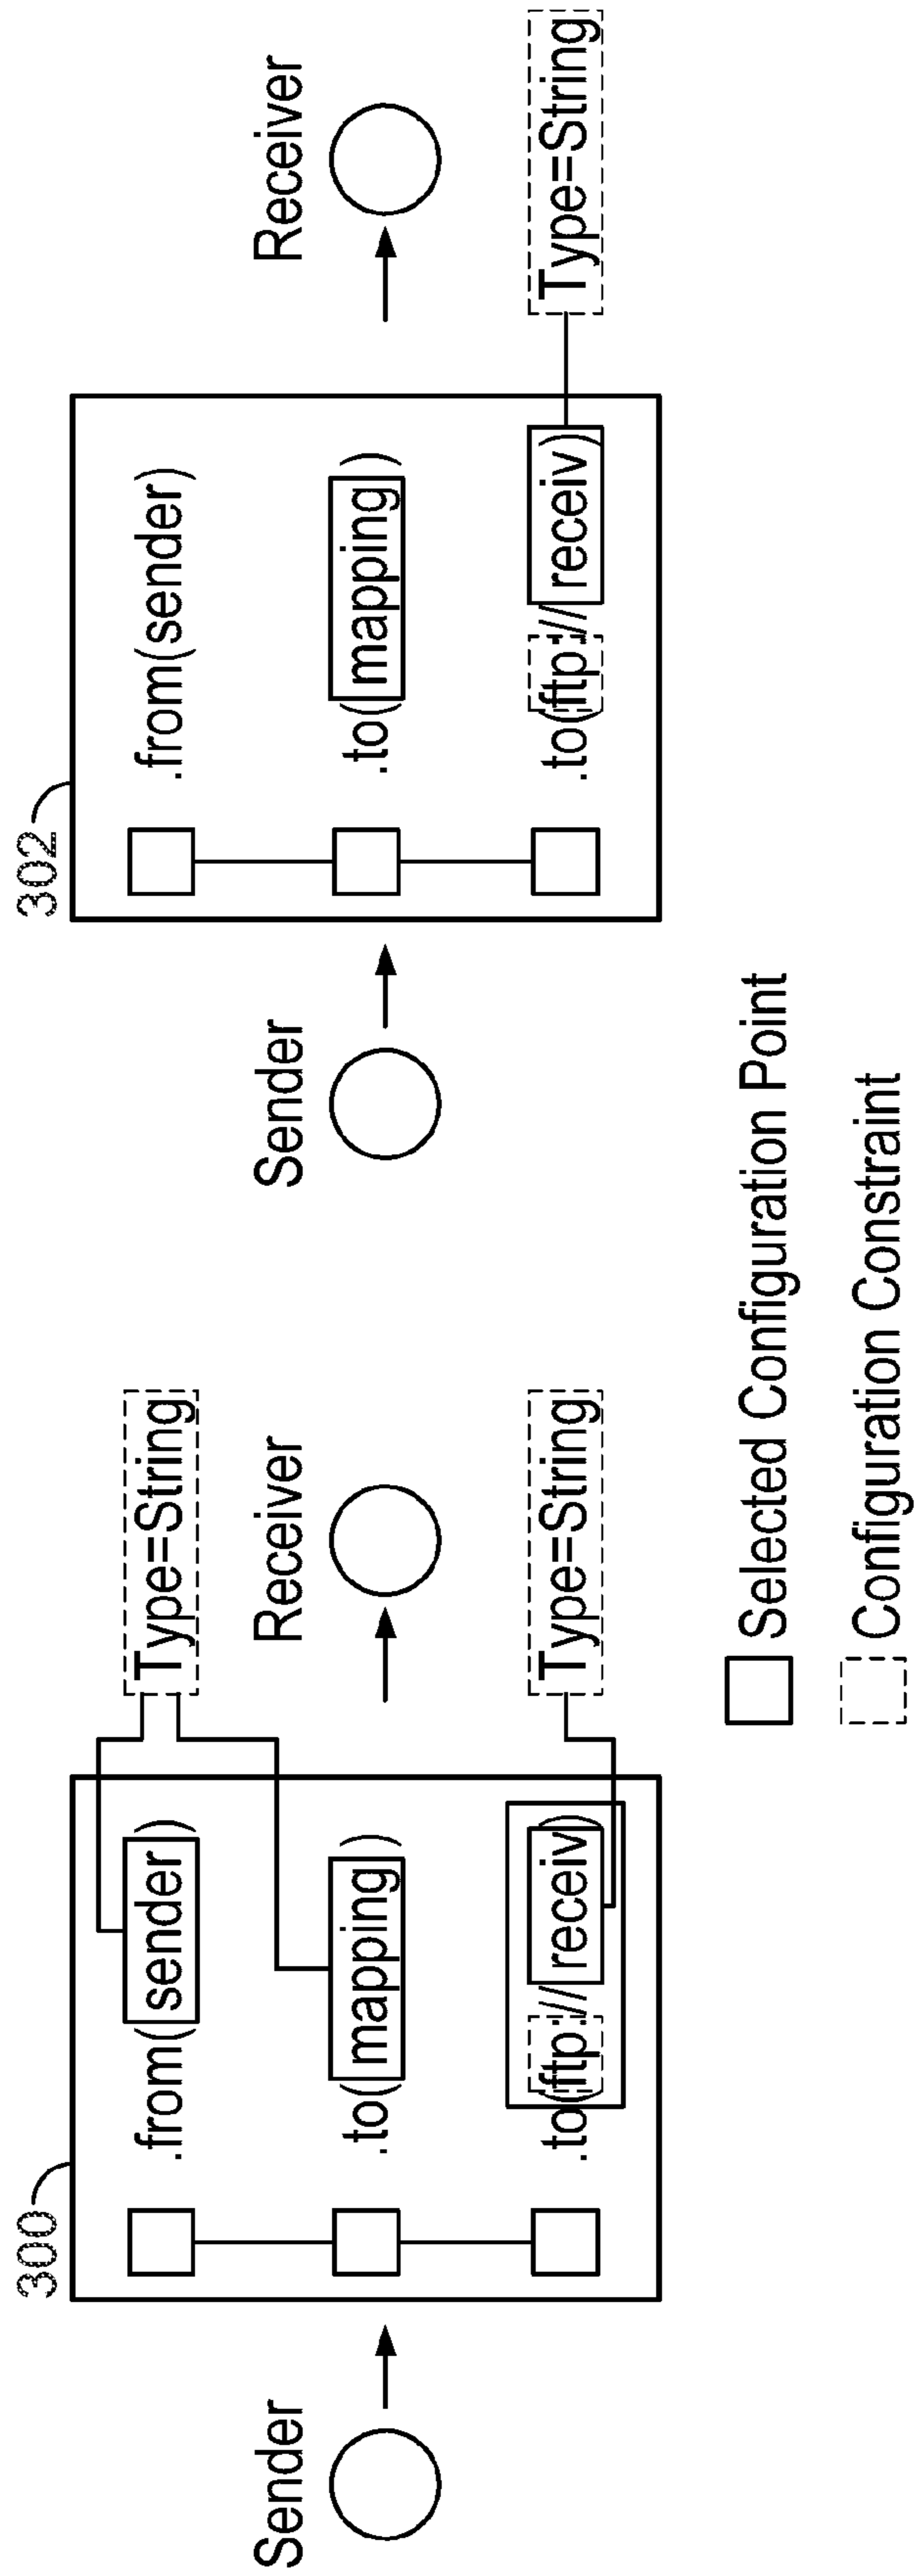 300
Sender
.from(sender)
.to(mapping)
.to(ftp://receiv)
Type=String
Receiver
Type=String
302
Sender
.from(sender)
.to(mapping)
.to(ftp://receiv)
Receiver
Type=String
Selected Configuration Point
Configuration Constraint